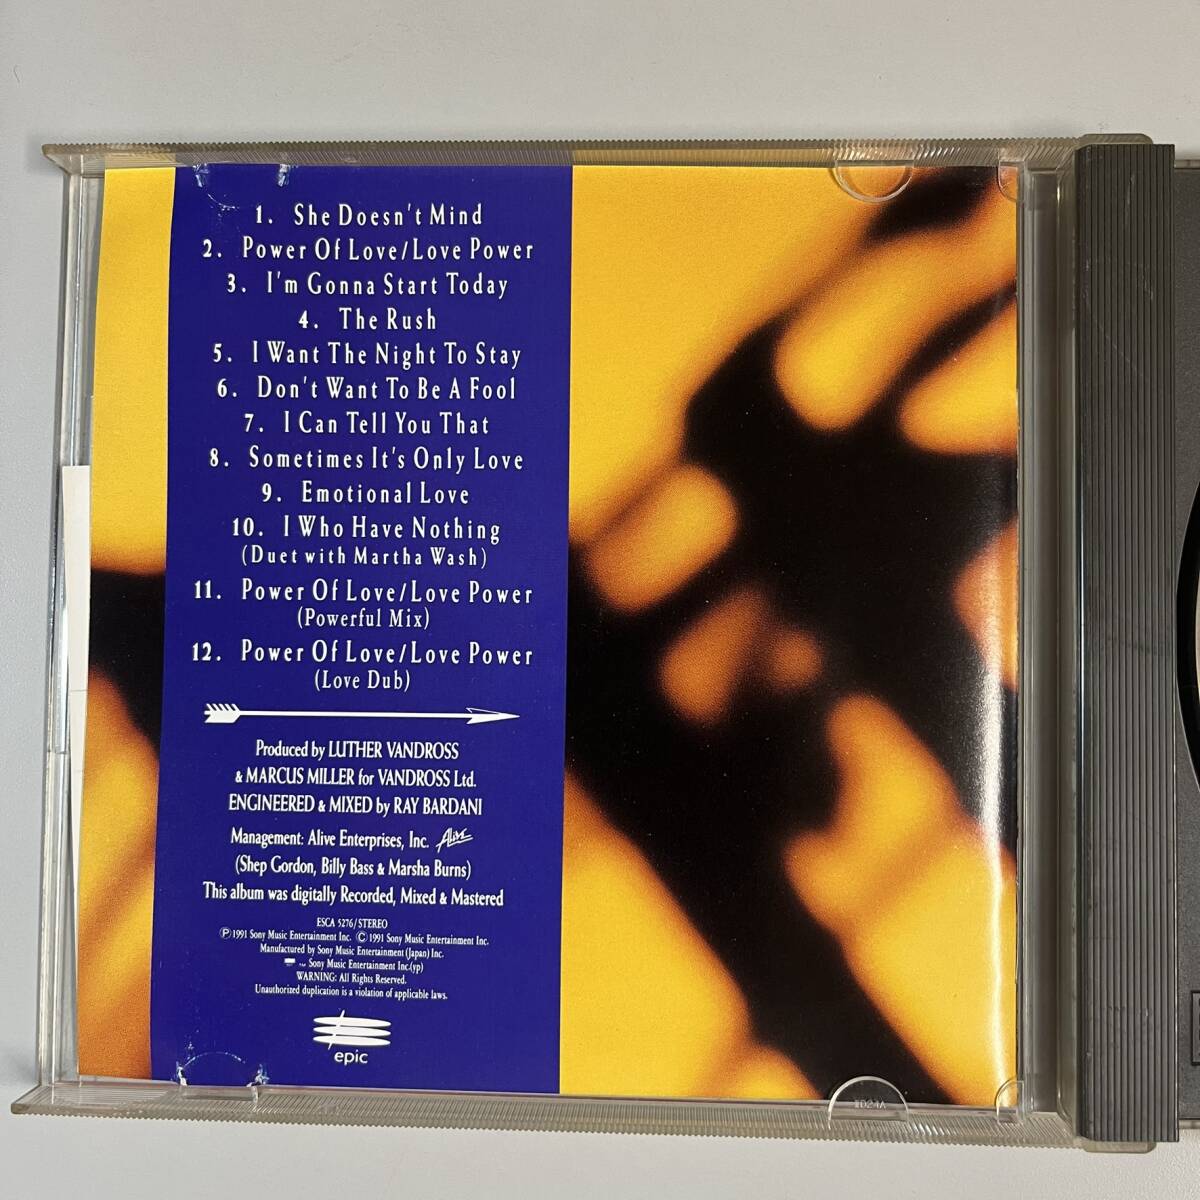 1. She Doesn't Mind
2. Power Of Love/Love Power
3. I'm Gonna Start Today
4. The Rush
5. I Want The Night To Stay
6. Don't Want To Be A Fool
7. I Can Tell You That
8. Sometimes It's Only Love
9. Emotional Love
10. I Who Have Nothing
(Duet with Martha Wash)
11. Power Of Love/Love Power
(Powerful Mix)
12. Power Of Love/Love Power
(Love Dub)
Produced by LUTHER VANDROSS
& MARCUS MILLER for VANDROSS Ltd.
ENGINEERED & MIXED by RAY BARDANI
Management: Alive Enterprises, Inc. Alive
(Shep Gordon, Billy Bass & Marsha Burns)
This album was digitally Recorded, Mixed & Mastered
ESCA 5276/STEREO
Ⓟ 1991 Sony Music Entertainment Inc. Ⓒ 1991 Sony Music Entertainment Inc.
Manufactured by Sony Music Entertainment (Japan) Inc.
Sony Music Entertainment Inc.(yp)
WARNING: All Rights Reserved.
Unauthorized duplication is a violation of applicable laws.
epic